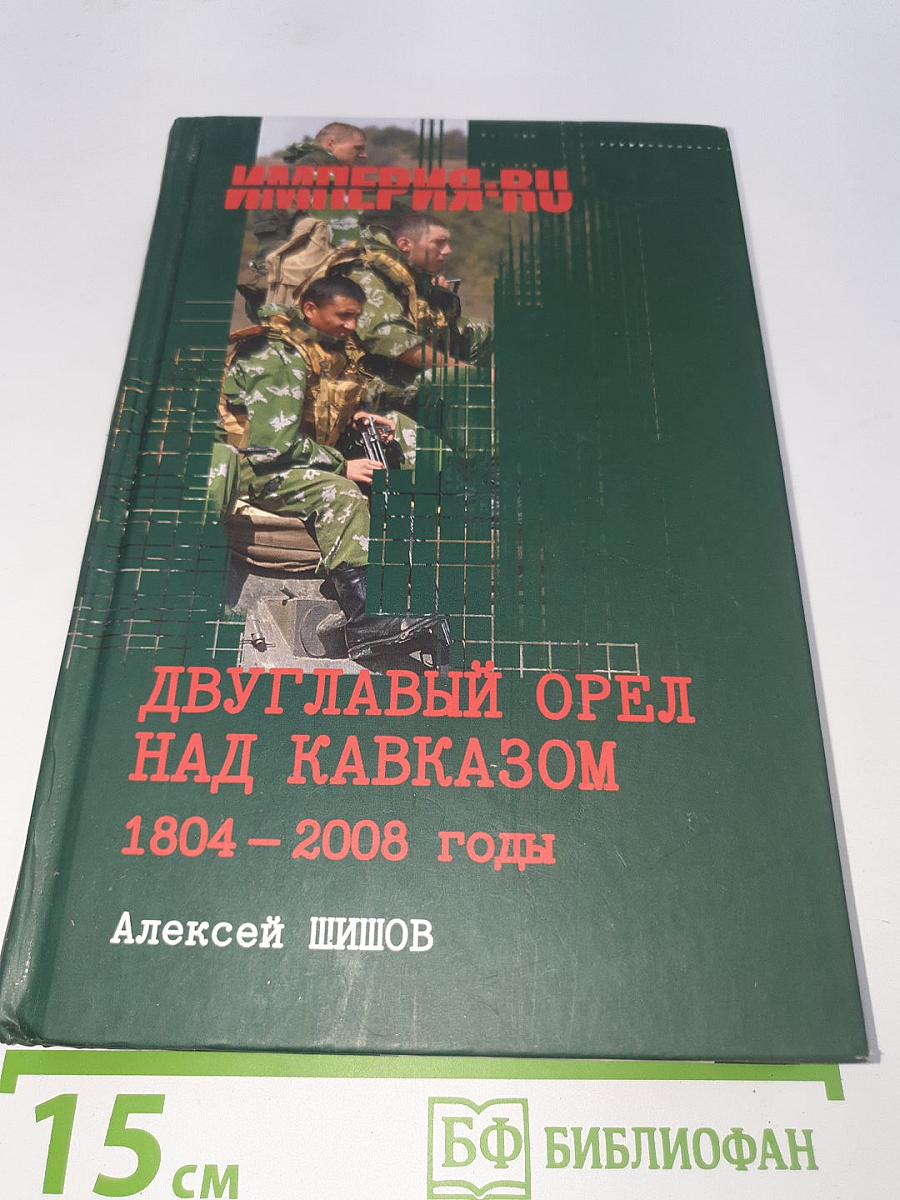 ИМПЕРИЯ.RU
ДВУГЛАВЫЙ ОРЕЛ
НАД КАВКАЗОМ
1804 – 2008 годы
Алексей ШИШОВ
15 см
БФ БИБЛИОФАН